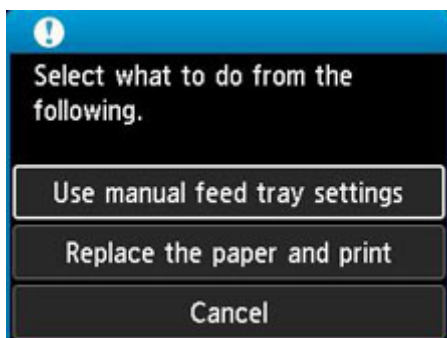 Select what to do from the
following.
Use manual feed tray settings
Replace the paper and print
Cancel